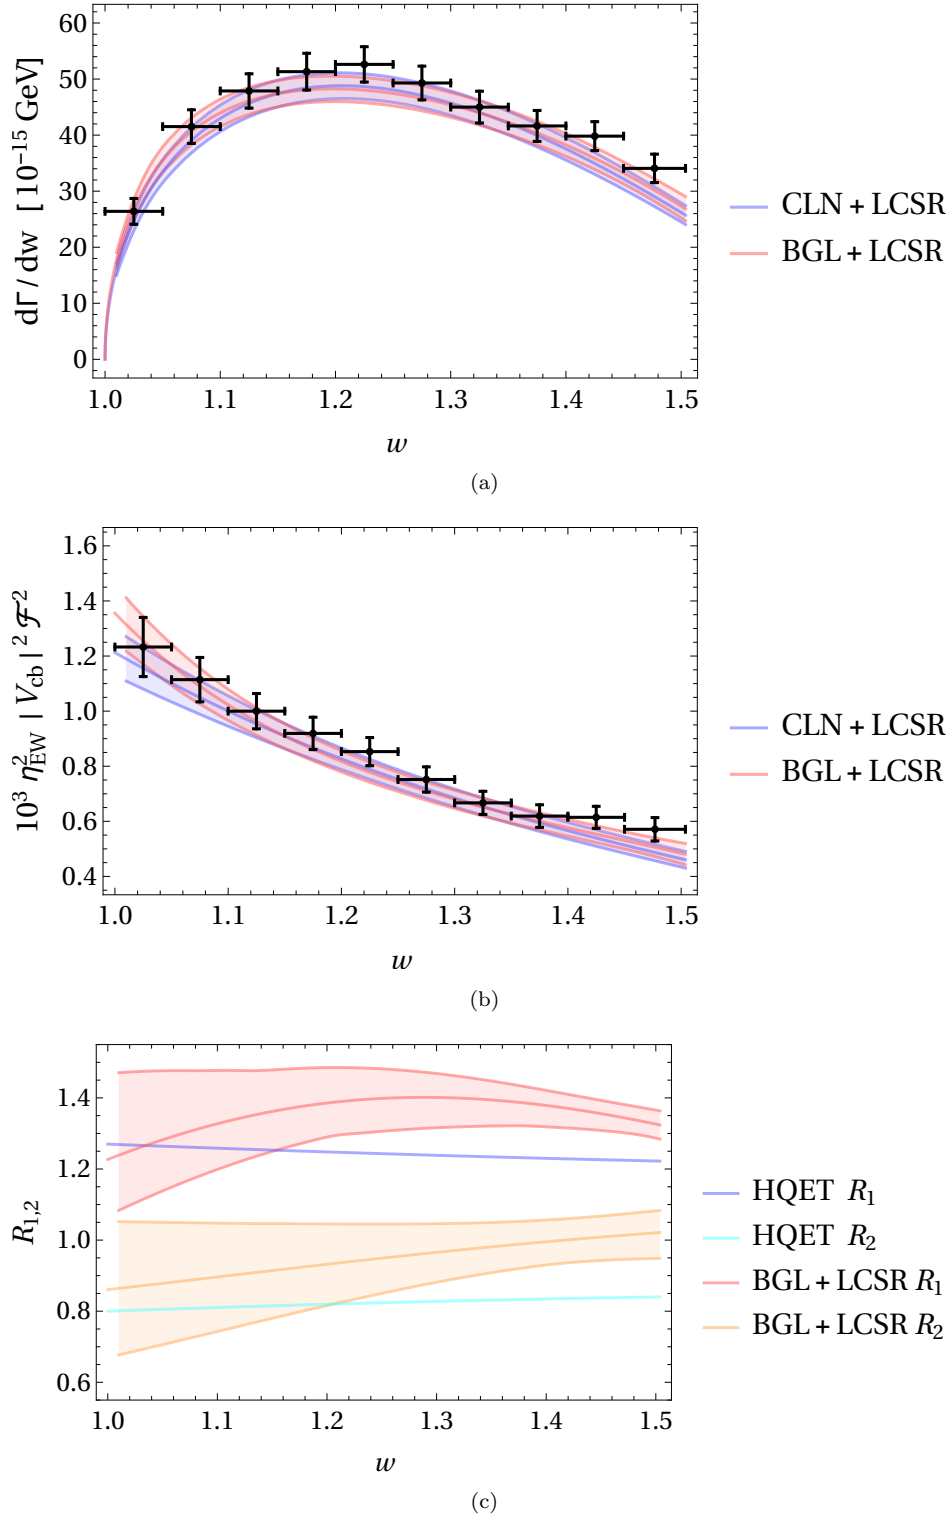 60
50
40
30
20
10
0
dΓ / dw [ 10⁻¹⁵ GeV]
1.0 1.1 1.2 1.3 1.4 1.5
w
CLN + LCSR
BGL + LCSR
(a)
1.6
1.4
1.2
1.0
0.8
0.6
0.4
10³ η²EW | Vcb |² ℱ²
1.0 1.1 1.2 1.3 1.4 1.5
w
CLN + LCSR
BGL + LCSR
(b)
1.4
1.2
1.0
0.8
0.6
R1,2
1.0 1.1 1.2 1.3 1.4 1.5
w
HQET R₁
HQET R₂
BGL + LCSR R₁
BGL + LCSR R₂
(c)